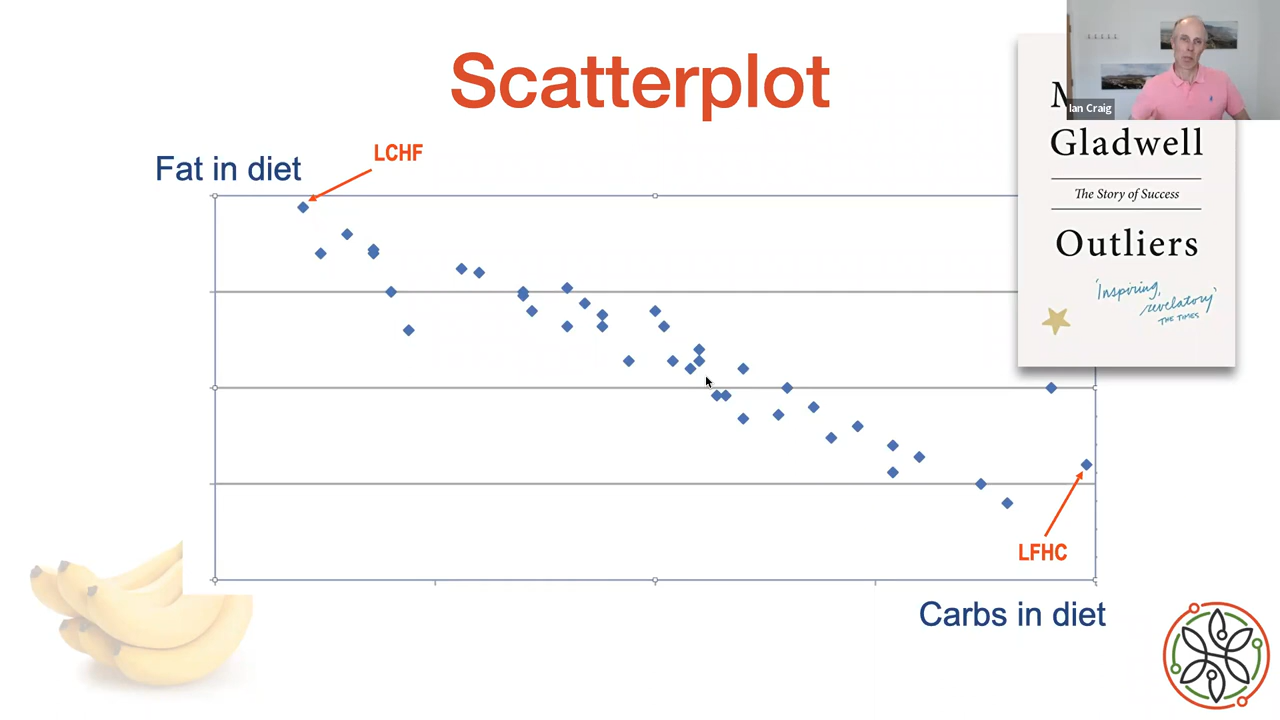 Scatterplot
Ian Craig
Gladwell
The Story of Success
Outliers
'Inspiring,
revelatory'
THE TIMES
LCHF
Fat in diet
LFHC
Carbs in diet